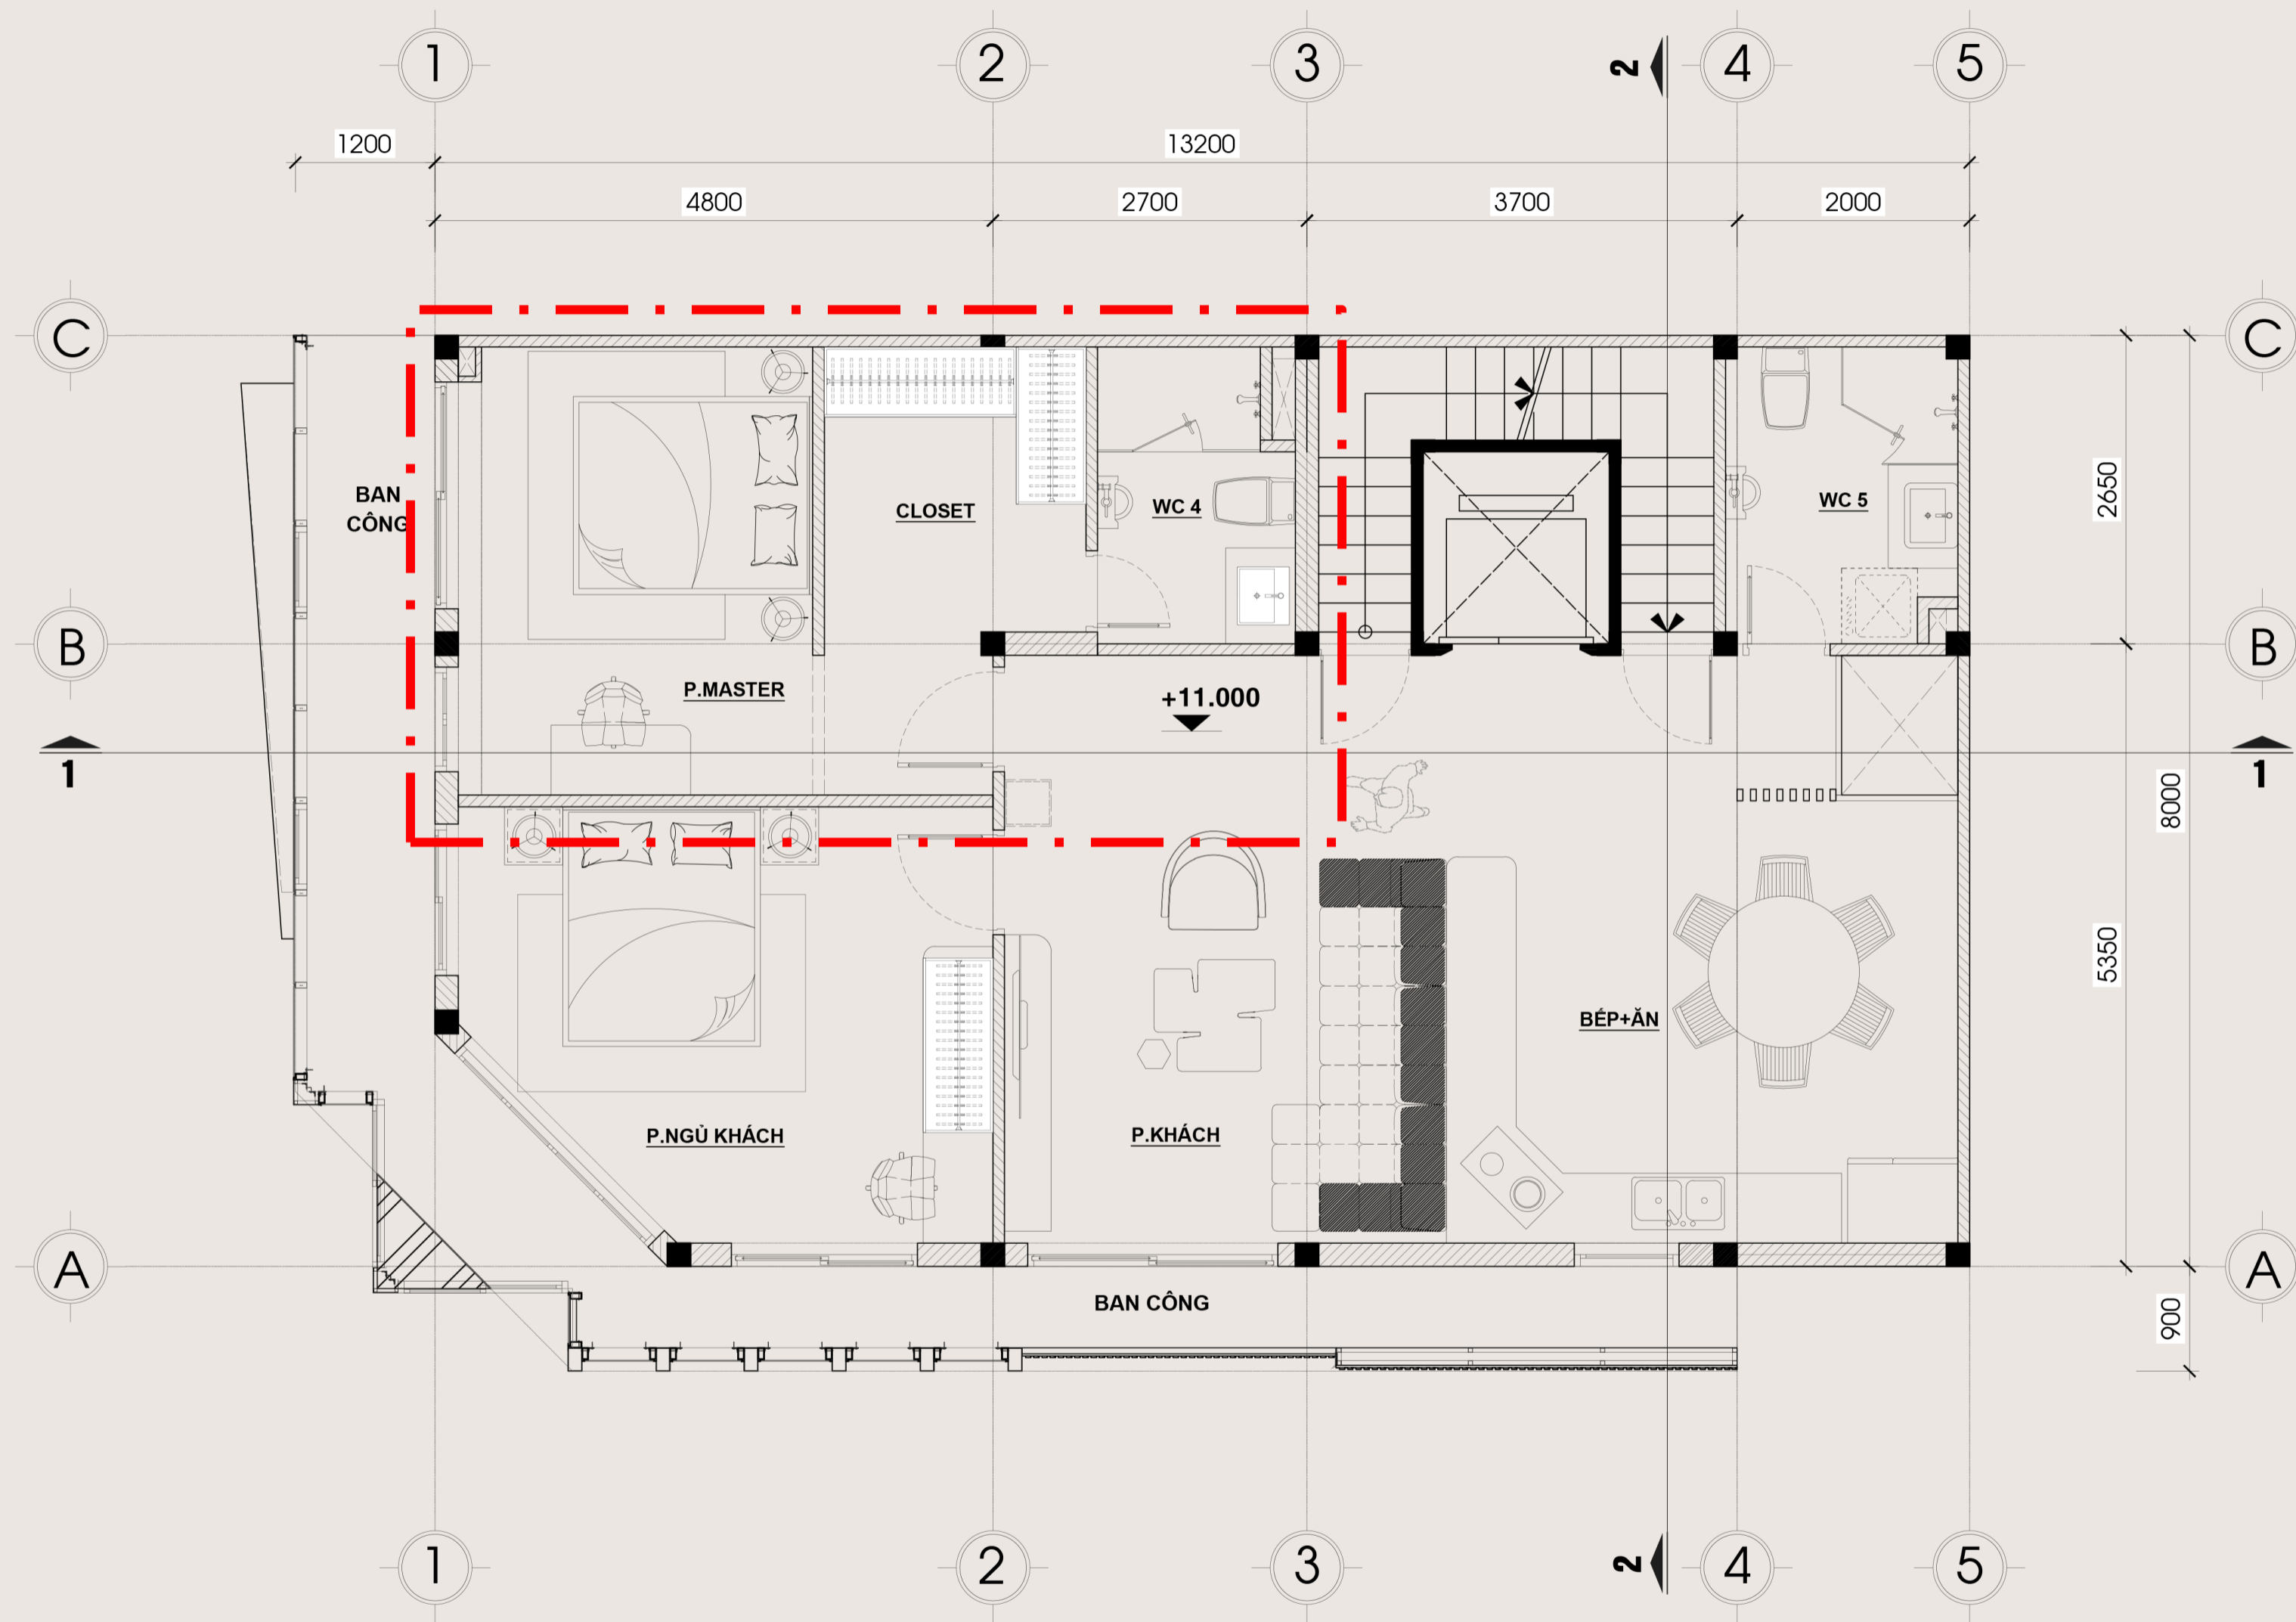 1
2
3
2
4
5
1200
13200
4800
2700
3700
2000
C
C
BAN
CÔNG
CLOSET
WC 4
WC 5
2650
B
B
P.MASTER
+11.000
1
1
8000
5350
BẾP+ĂN
P.NGỦ KHÁCH
P.KHÁCH
A
A
BAN CÔNG
900
1
2
3
2
4
5